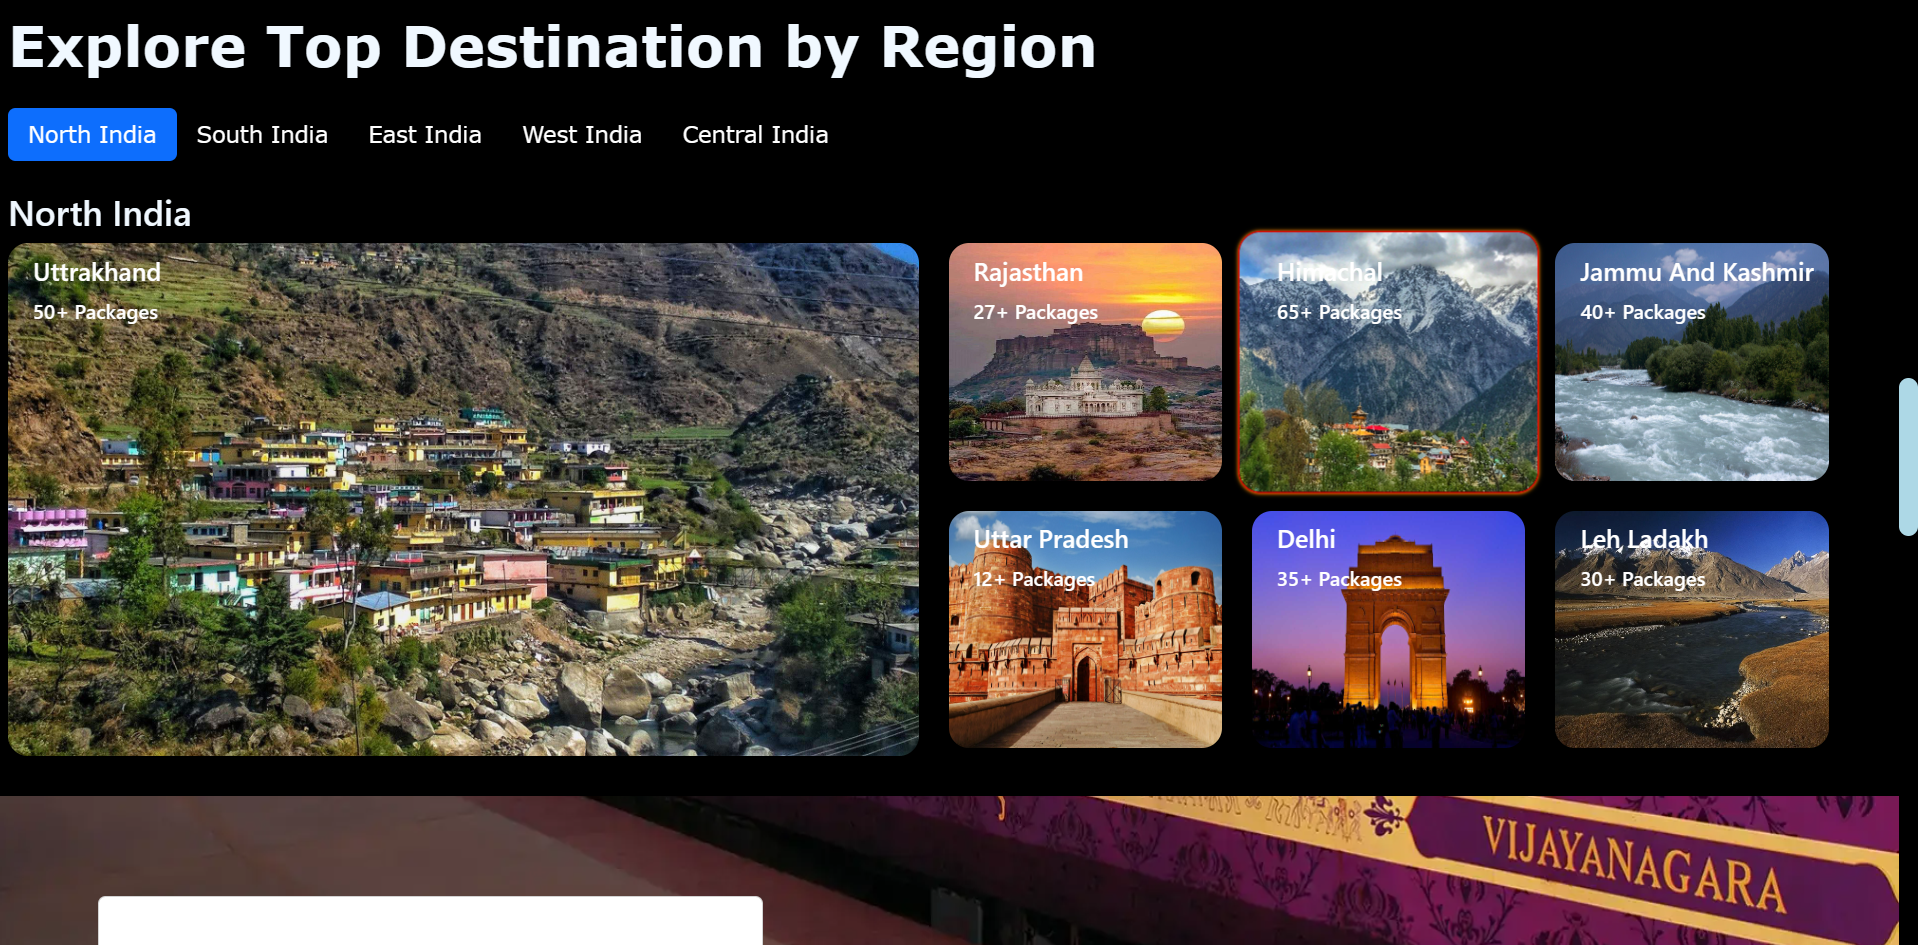 Explore Top Destination by Region
North India South India East India West India Central India
North India
Uttrakhand
50+ Packages
Rajasthan
27+ Packages
Himachal
65+ Packages
Jammu And Kashmir
40+ Packages
Uttar Pradesh
12+ Packages
Delhi
35+ Packages
Leh Ladakh
30+ Packages
VIJAYANAGARA